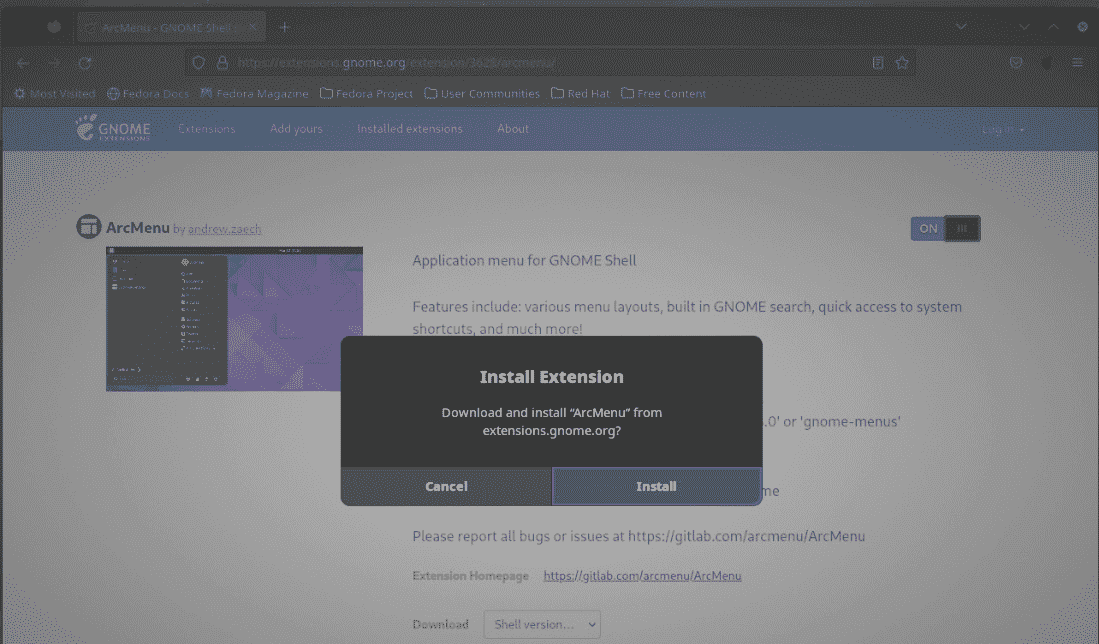 ArcMenu - GNOME Shell
https://extensions.gnome.org/extension/3628/arcmenu/
Most Visited Fedora Docs Fedora Magazine Fedora Project User Communities Red Hat Free Content
GNOME EXTENSIONS Extensions Add yours Installed extensions About Log in
ArcMenu by andrew.zaech ON
Application menu for GNOME Shell
Features include: various menu layouts, built in GNOME search, quick access to system
shortcuts, and much more!
Install Extension
Download and install “ArcMenu” from
extensions.gnome.org?
.0' or 'gnome-menus'
Cancel Install
me
Please report all bugs or issues at https://gitlab.com/arcmenu/ArcMenu
Extension Homepage https://gitlab.com/arcmenu/ArcMenu
Download Shell version...